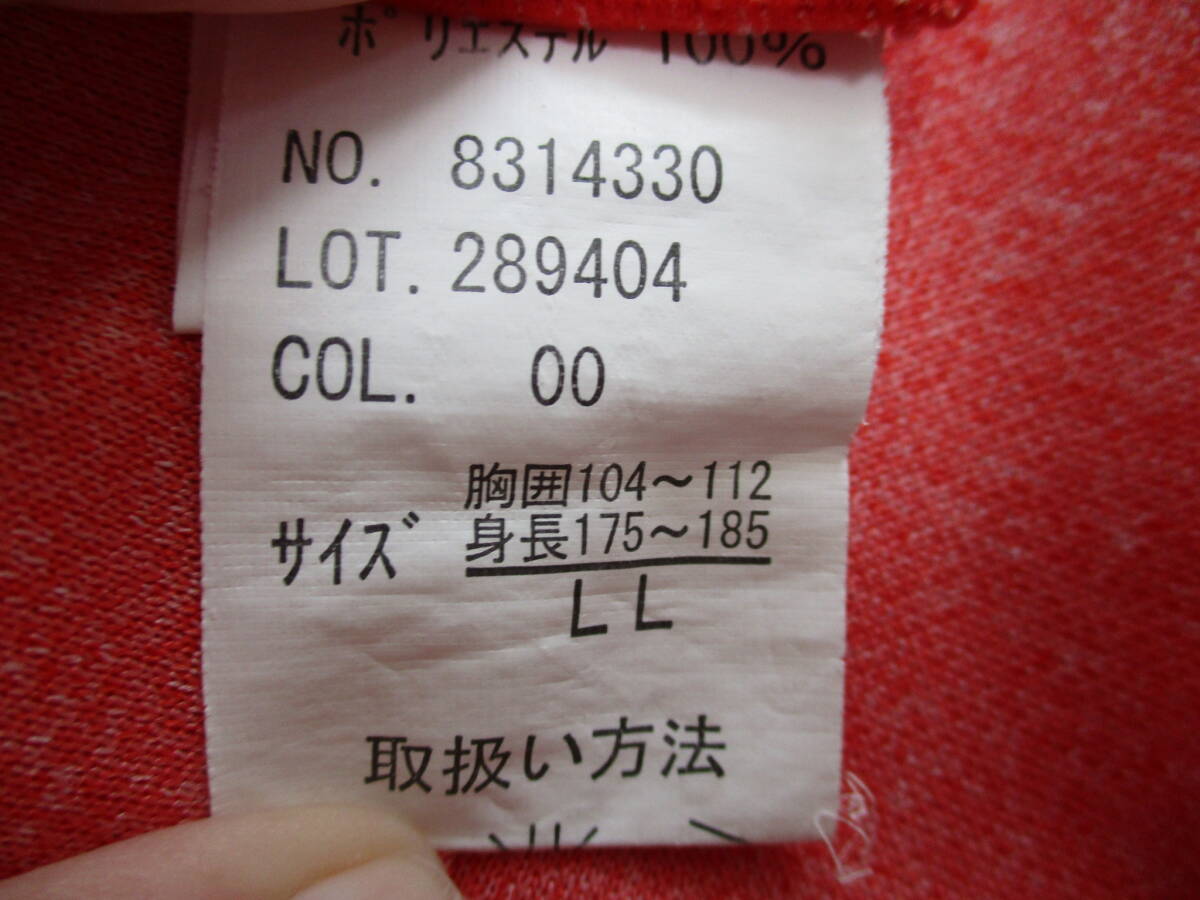 ポリエステル 100%
NO. 8314330
LOT. 289404
COL. 00
胸囲104～112
サイズ 身長175～185
LL
取扱い方法